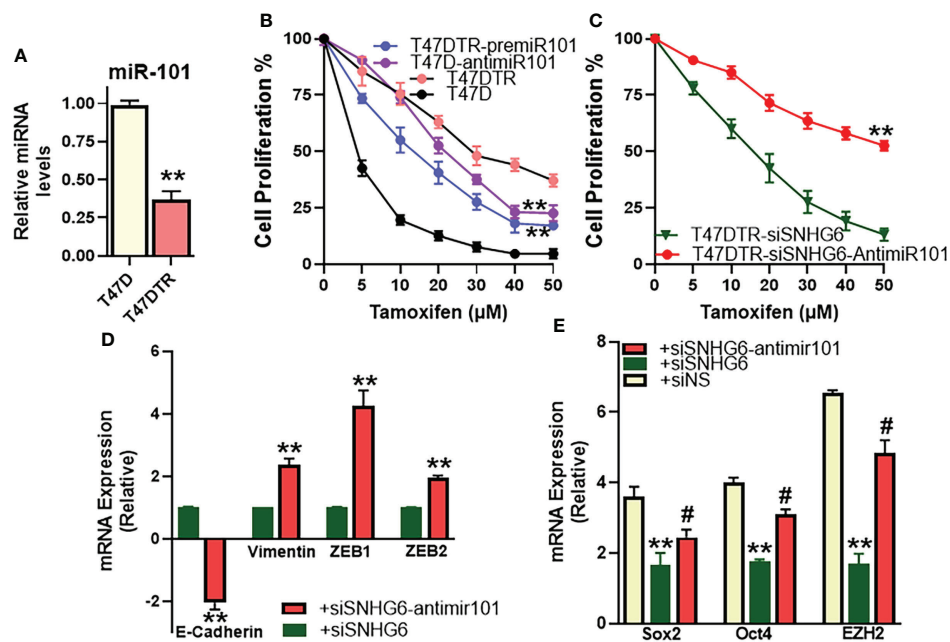 A
miR-101
Relative miRNA
levels
1.00
0.75
0.50
0.25
0.00
**
T47D
T47DTR
B
Cell Proliferation %
100
75
50
25
0
T47DTR-premiR101
T47D-antimiR101
T47DTR
T47D
**
**
0 5 10 20 30 40 50
Tamoxifen (µM)
C
Cell Proliferation %
100
75
50
25
0
**
T47DTR-siSNHG6
T47DTR-siSNHG6-AntimiR101
0 5 10 20 30 40 50
Tamoxifen (µM)
D
mRNA Expression
(Relative)
6
4
2
0
-2
**
**
**
**
Vimentin ZEB1 ZEB2
E-Cadherin
+siSNHG6-antimir101
+siSNHG6
E
mRNA Expression
(Relative)
8
6
4
2
0
+siSNHG6-antimir101
+siSNHG6
+siNS
** #
** #
** #
Sox2 Oct4 EZH2